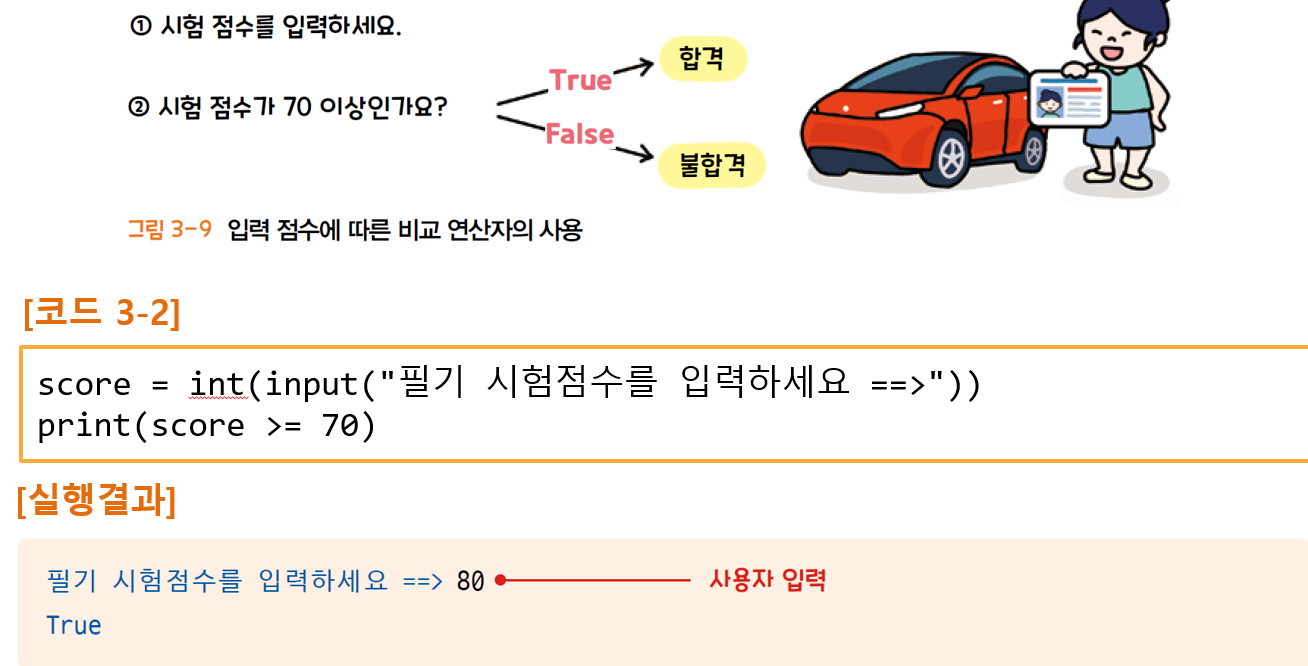 ① 시험 점수를 입력하세요.
② 시험 점수가 70 이상인가요?
True
합격
False
불합격
그림 3-9 입력 점수에 따른 비교 연산자의 사용
[코드 3-2]
score = int(input("필기 시험점수를 입력하세요 ==>"))
print(score >= 70)
[실행결과]
필기 시험점수를 입력하세요 ==> 80 사용자 입력
True